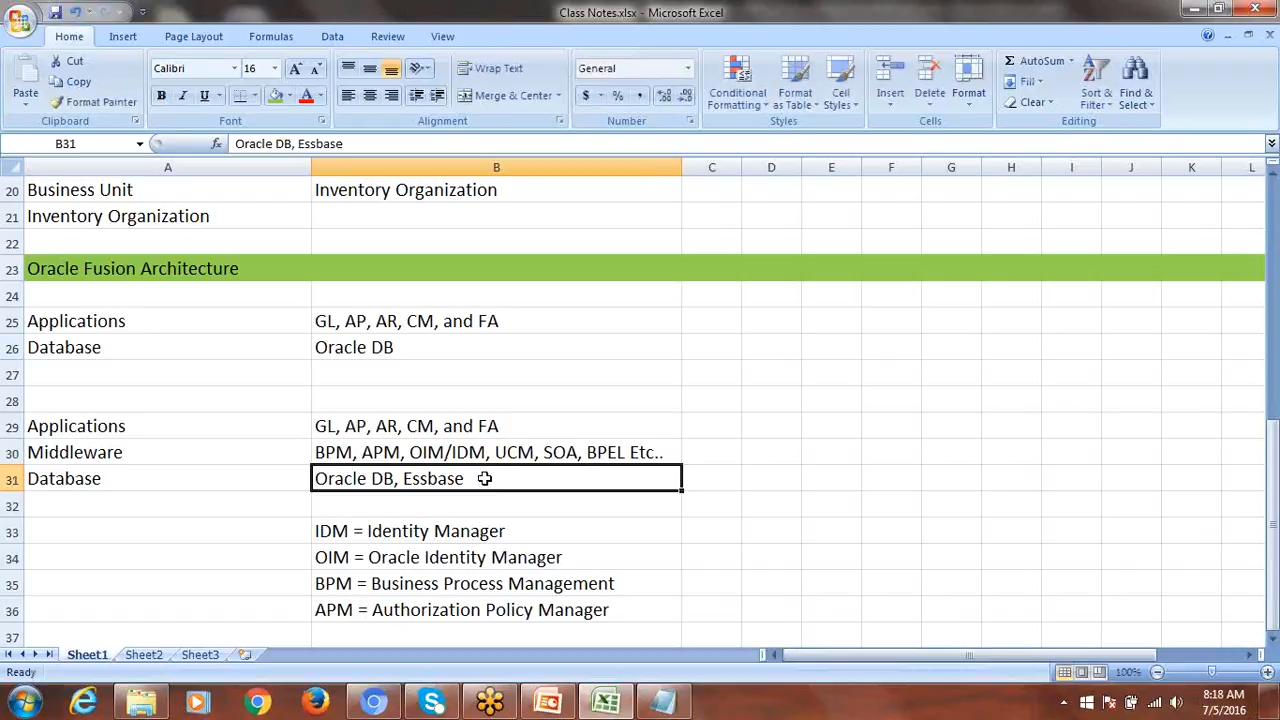 Class Notes.xlsx - Microsoft Excel
Home Insert Page Layout Formulas Data Review View
Paste
Cut
Copy
Format Painter
Clipboard
Calibri 16
B I U
Font
Wrap Text
Merge & Center
Alignment
General
$ % ,
Number
Conditional Formatting
Format as Table
Cell Styles
Styles
Insert Delete Format
Cells
Σ AutoSum
Fill
Clear
Sort & Filter
Find & Select
Editing
B31 fx Oracle DB, Essbase
A B C D E F G H I J K L
20 Business Unit Inventory Organization
21 Inventory Organization
22
23 Oracle Fusion Architecture
24
25 Applications GL, AP, AR, CM, and FA
26 Database Oracle DB
27
28
29 Applications GL, AP, AR, CM, and FA
30 Middleware BPM, APM, OIM/IDM, UCM, SOA, BPEL Etc..
31 Database Oracle DB, Essbase
32
33 IDM = Identity Manager
34 OIM = Oracle Identity Manager
35 BPM = Business Process Management
36 APM = Authorization Policy Manager
37
Sheet1 Sheet2 Sheet3
Ready 100%
8:18 AM
7/5/2016